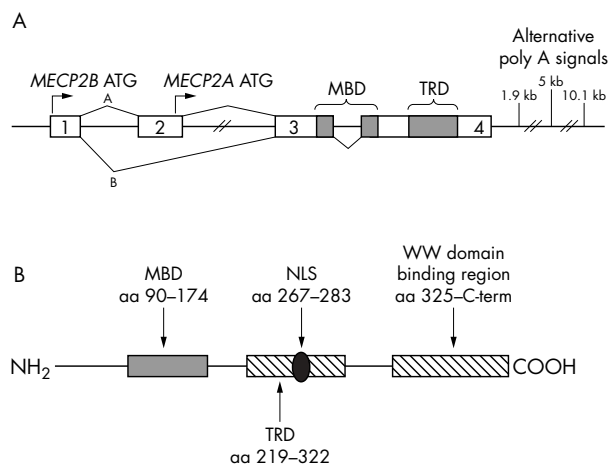 A
Alternative
poly A signals
MECP2B ATG
MECP2A ATG
MBD
TRD
1.9 kb
5 kb
10.1 kb
A
1
2
3
4
B
B
MBD
aa 90–174
NLS
aa 267–283
WW domain
binding region
aa 325–C-term
NH2
COOH
TRD
aa 219–322